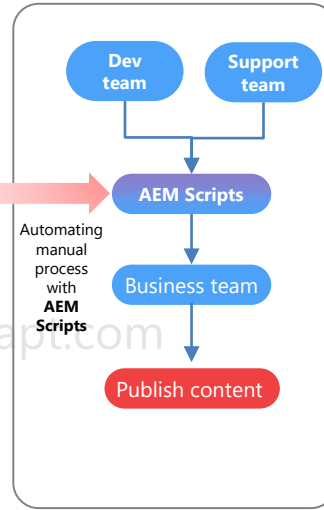 Dev
team
Support
team
AEM Scripts
Automating
manual
process
with
AEM
Scripts
Business team
apt.com
Publish content